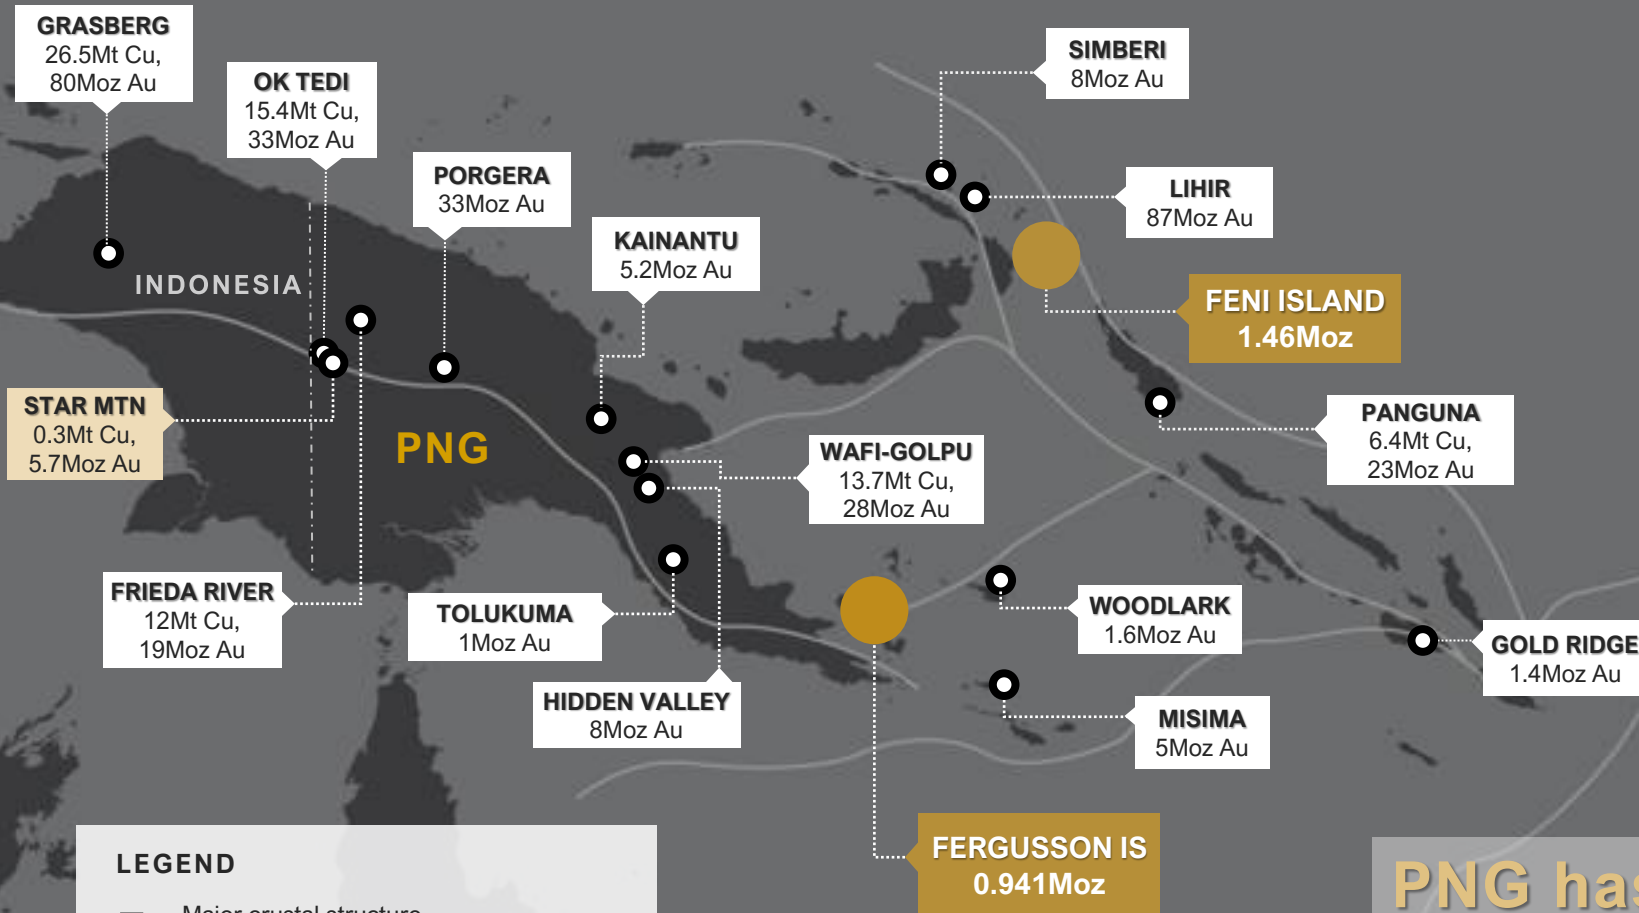 GRASBERG
26.5Mt Cu,
80Moz Au
OK TEDI
15.4Mt Cu,
33Moz Au
PORGERA
33Moz Au
KAINANTU
5.2Moz Au
SIMBERI
8Moz Au
LIHIR
87Moz Au
INDONESIA
FENI ISLAND
1.46Moz
STAR MTN
0.3Mt Cu,
5.7Moz Au
PNG
WAFI-GOLPU
13.7Mt Cu,
28Moz Au
PANGUNA
6.4Mt Cu,
23Moz Au
FRIEDA RIVER
12Mt Cu,
19Moz Au
TOLUKUMA
1Moz Au
WOODLARK
1.6Moz Au
GOLD RIDGE
1.4Moz Au
HIDDEN VALLEY
8Moz Au
MISIMA
5Moz Au
FERGUSSON IS
0.941Moz
LEGEND
Major crustal structure
PNG has